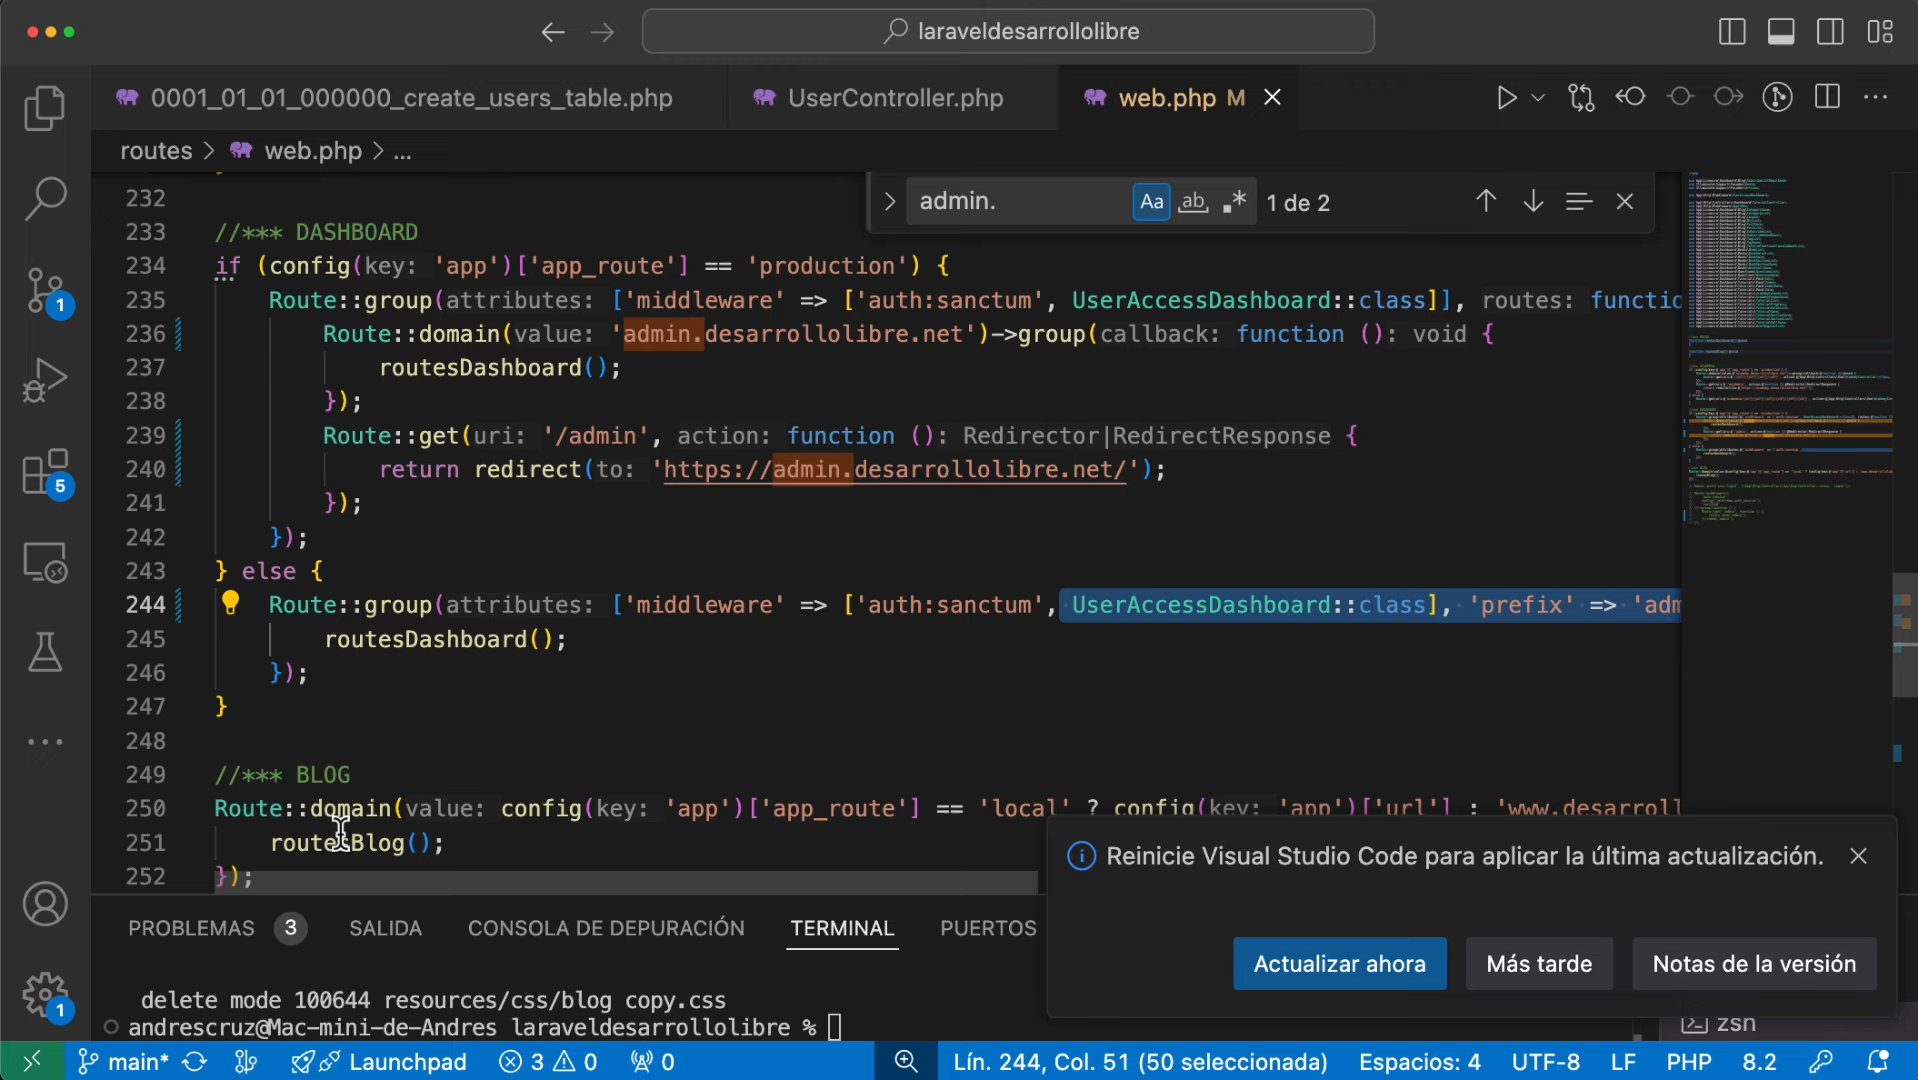 laraveldesarrollolibre
0001_01_01_000000_create_users_table.php
UserController.php
web.php M
routes > web.php > ...
admin.
Aa
ab
1 de 2
232
233 //*** DASHBOARD
234 if (config(key: 'app')['app_route'] == 'production') {
235 Route::group(attributes: ['middleware' => ['auth:sanctum', UserAccessDashboard::class]], routes: functio
236 Route::domain(value: 'admin.desarrollolibre.net')->group(callback: function (): void {
237 routesDashboard();
238 });
239 Route::get(uri: '/admin', action: function (): Redirector|RedirectResponse {
240 return redirect(to: 'https://admin.desarrollolibre.net/');
241 });
242 });
243 } else {
244 Route::group(attributes: ['middleware' => ['auth:sanctum', UserAccessDashboard::class], 'prefix' => 'adm
245 routesDashboard();
246 });
247 }
248
249 //*** BLOG
250 Route::domain(value: config(key: 'app')['app_route'] == 'local' ? config(key: 'app')['url'] : 'www.desarroll
251 routesBlog();
252 });
Reinicie Visual Studio Code para aplicar la última actualización.
Actualizar ahora
Más tarde
Notas de la versión
PROBLEMAS 3
SALIDA
CONSOLA DE DEPURACIÓN
TERMINAL
PUERTOS
delete mode 100644 resources/css/blog copy.css
andrescruz@Mac-mini-de-Andres laraveldesarrollolibre %
zsh
1
5
1
main*
Launchpad
3
0
0
Lín. 244, Col. 51 (50 seleccionada)
Espacios: 4
UTF-8
LF
PHP
8.2